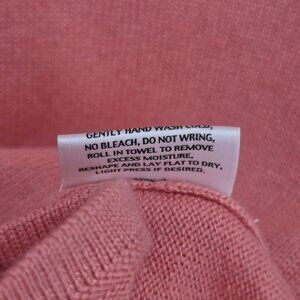 GENTLY HAND WASH COLD,
NO BLEACH, DO NOT WRING,
ROLL IN TOWEL TO REMOVE
EXCESS MOISTURE,
RESHAPE AND LAY FLAT TO DRY,
LIGHT PRESS IF DESIRED.